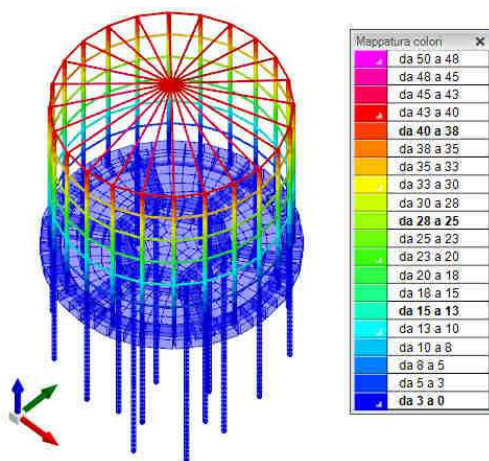 Mappatura colori
da 50 a 48
da 48 a 45
da 45 a 43
da 43 a 40
da 40 a 38
da 38 a 35
da 35 a 33
da 33 a 30
da 30 a 28
da 28 a 25
da 25 a 23
da 23 a 20
da 20 a 18
da 18 a 15
da 15 a 13
da 13 a 10
da 10 a 8
da 8 a 5
da 5 a 3
da 3 a 0